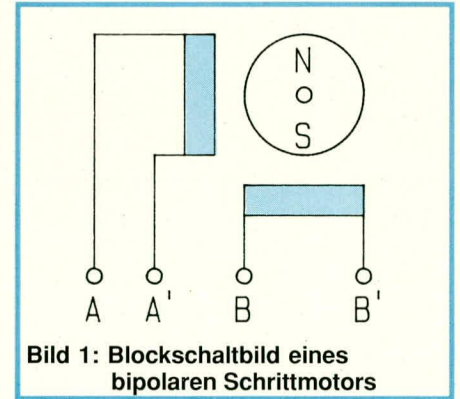 N
S
A A' B B'
Bild 1: Blockschaltbild eines
bipolaren Schrittmotors